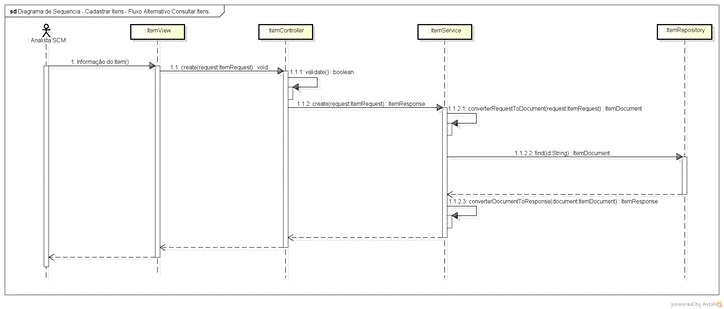 sd Diagrama de Sequencia - Cadastrar Itens - Fluxo Alternativo Consultar Itens
: Analista SCM
: ItemView
: ItemController
: ItemService
: ItemRepository
1: Informação do Item()
1.1: create(request:ItemRequest) : void
1.1.1: validate() : boolean
1.1.2: create(request:ItemRequest) : ItemResponse
1.1.2.1: converterRequestToDocument(request:ItemRequest) : ItemDocument
1.1.2.2: find(id:String) : ItemDocument
1.1.2.3: converterDocumentToResponse(document:ItemDocument) : ItemResponse
powered by Astah